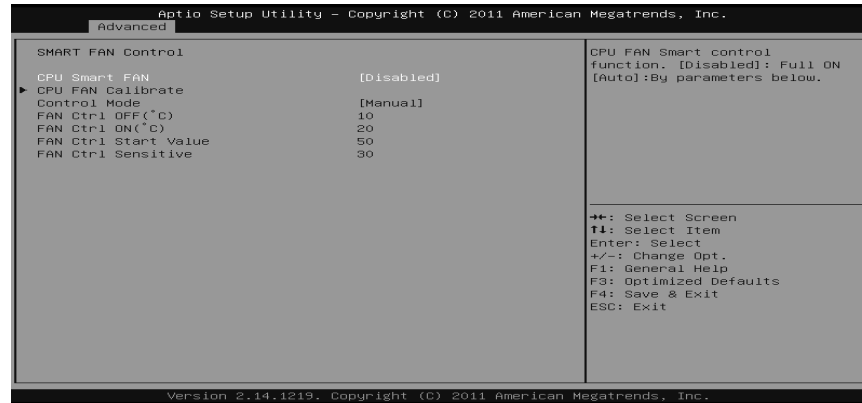 Aptio Setup Utility – Copyright (C) 2011 American Megatrends, Inc.
Advanced
SMART FAN Control
CPU Smart FAN [Disabled]
► CPU FAN Calibrate
Control Mode [Manual]
FAN Ctrl OFF(°C) 10
FAN Ctrl ON(°C) 20
FAN Ctrl Start Value 50
FAN Ctrl Sensitive 30
CPU FAN Smart control
function. [Disabled]: Full ON
[Auto]:By parameters below.
→←: Select Screen
↑↓: Select Item
Enter: Select
+/-: Change Opt.
F1: General Help
F3: Optimized Defaults
F4: Save & Exit
ESC: Exit
Version 2.14.1219. Copyright (C) 2011 American Megatrends, Inc.